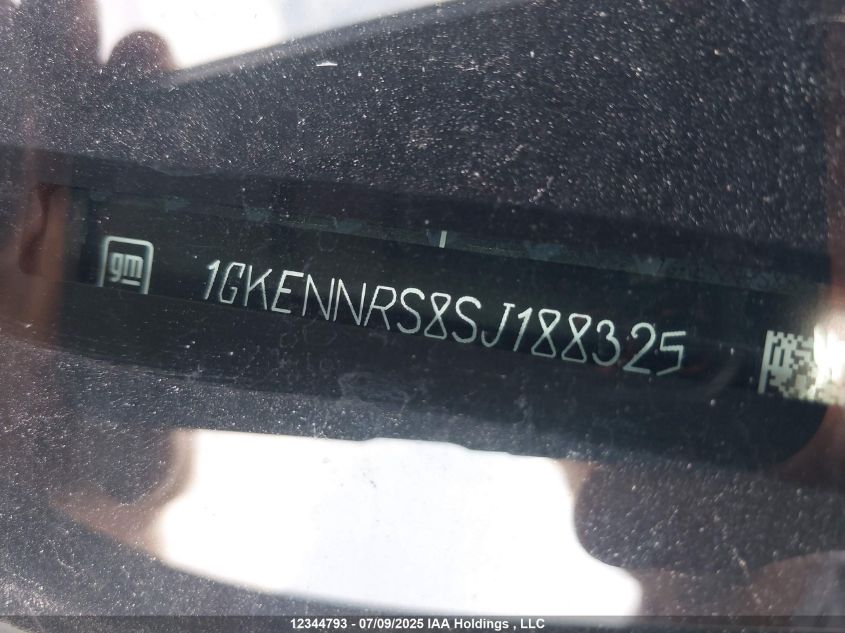 gm
1GKENNRS8SJ188325
12344793 - 07/09/2025 IAA Holdings , LLC